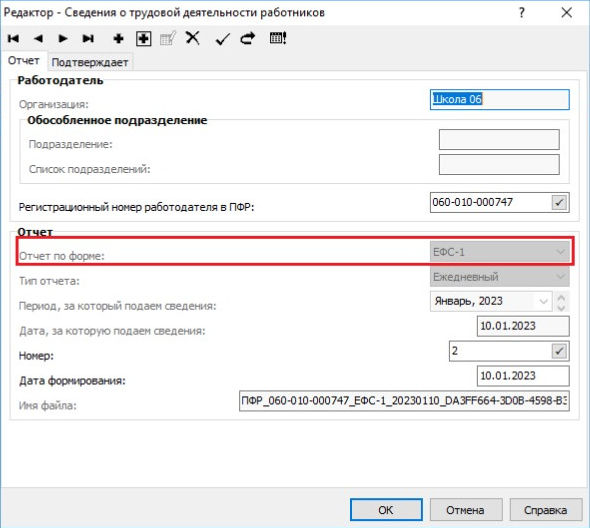 Редактор - Сведения о трудовой деятельности работников
Отчет
Подтверждает
Работодатель
Организация:
Школа 06
Обособленное подразделение
Подразделение:
Список подразделений:
Регистрационный номер работодателя в ПФР:
060-010-000747
Отчет
Отчет по форме:
ЕФС-1
Тип отчета:
Ежедневный
Период, за который подаем сведения:
Январь, 2023
Дата, за которую подаем сведения:
10.01.2023
Номер:
2
Дата формирования:
10.01.2023
Имя файла:
ПФР_060-010-000747_ЕФС-1_20230110_DA3FF664-3D0B-4598-B3
ОК
Отмена
Справка